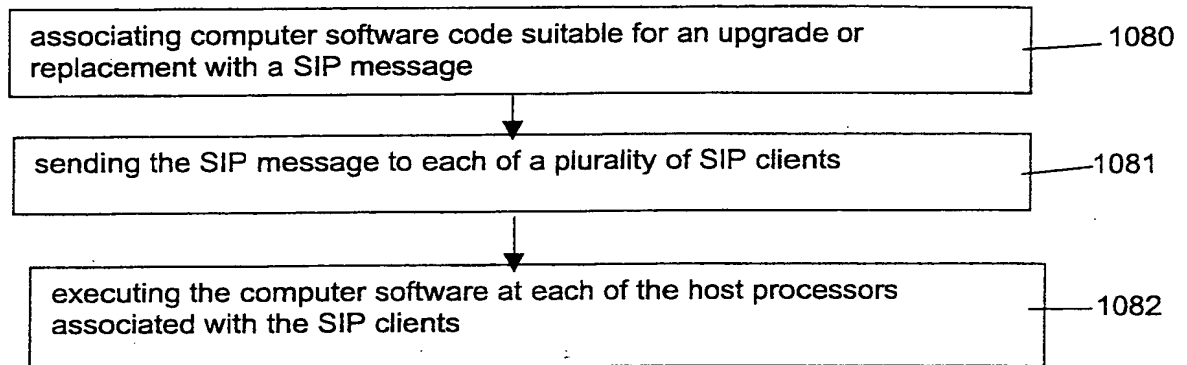 associating computer software code suitable for an upgrade or
replacement with a SIP message
1080
sending the SIP message to each of a plurality of SIP clients
1081
executing the computer software at each of the host processors
associated with the SIP clients
1082